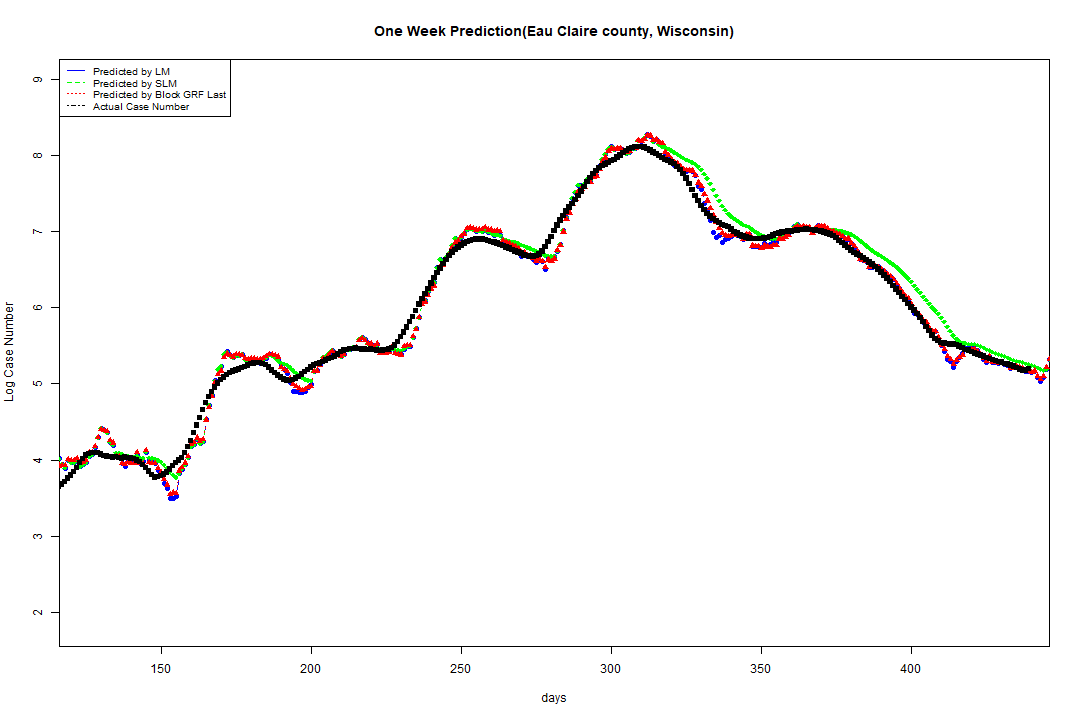 One Week Prediction(Eau Claire county, Wisconsin)
Predicted by LM
Predicted by SLM
Predicted by Block GRF Last
Actual Case Number
9
8
7
6
5
4
3
2
Log Case Number
150 200 250 300 350 400
days